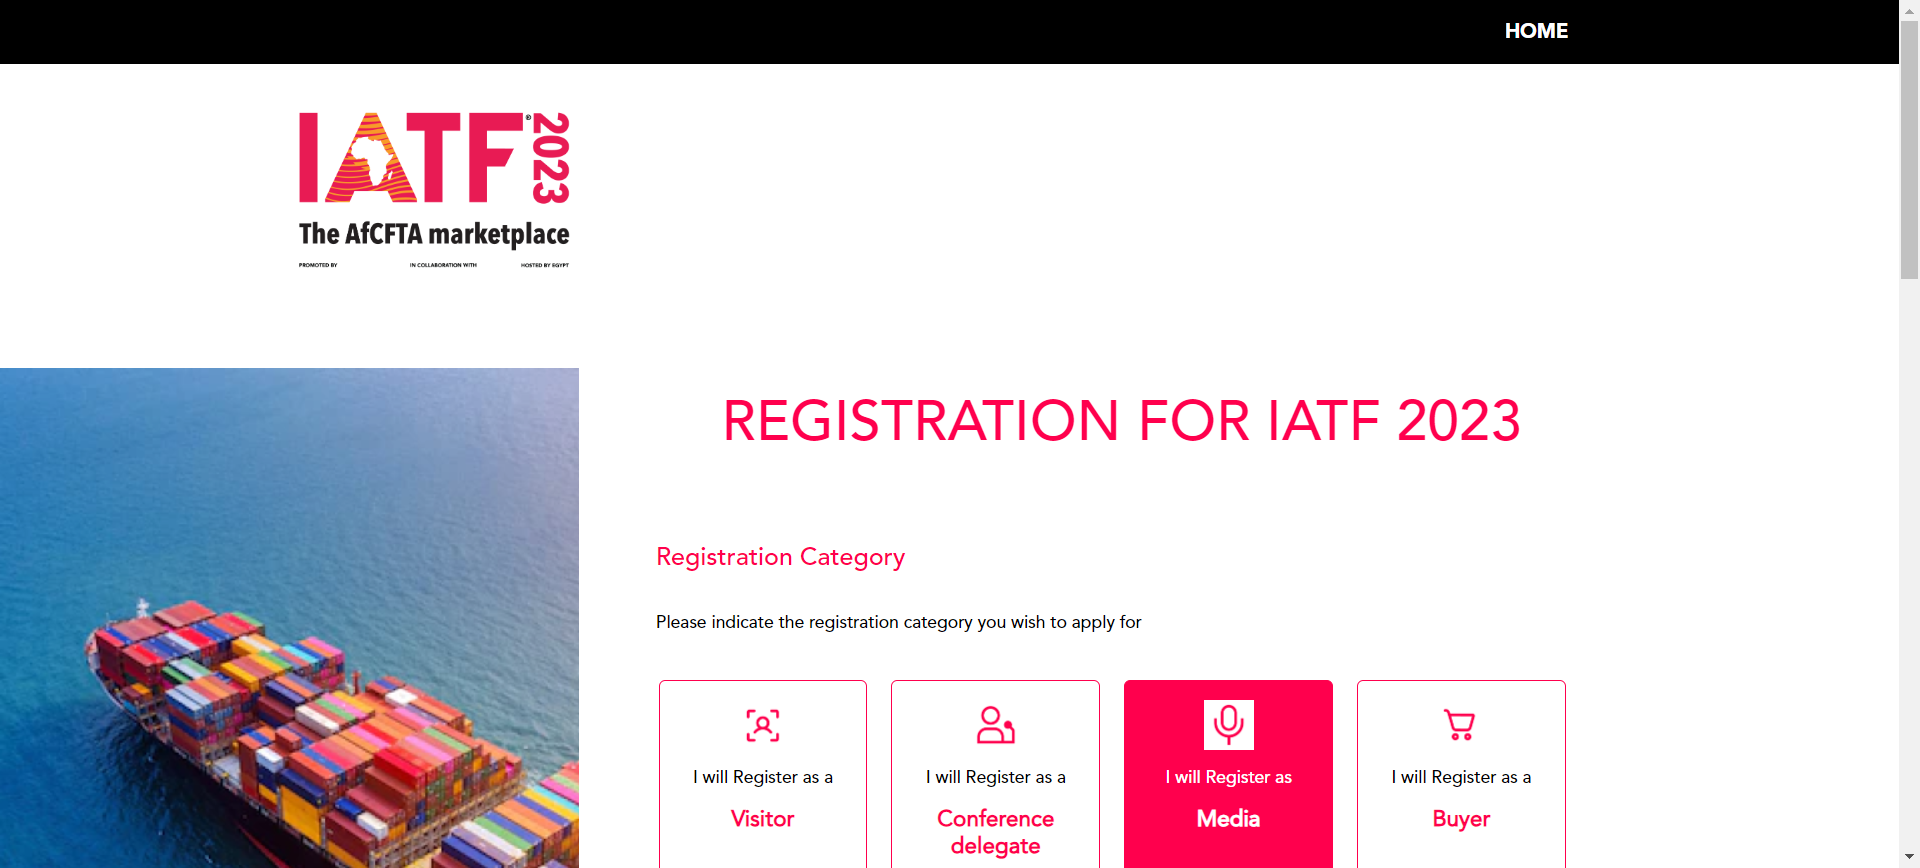 HOME
IATF® 2023
The AfCFTA marketplace
PROMOTED BY IN COLLABORATION WITH HOSTED BY EGYPT
REGISTRATION FOR IATF 2023
Registration Category
Please indicate the registration category you wish to apply for
I will Register as a
Visitor
I will Register as a
Conference
delegate
I will Register as
Media
I will Register as a
Buyer